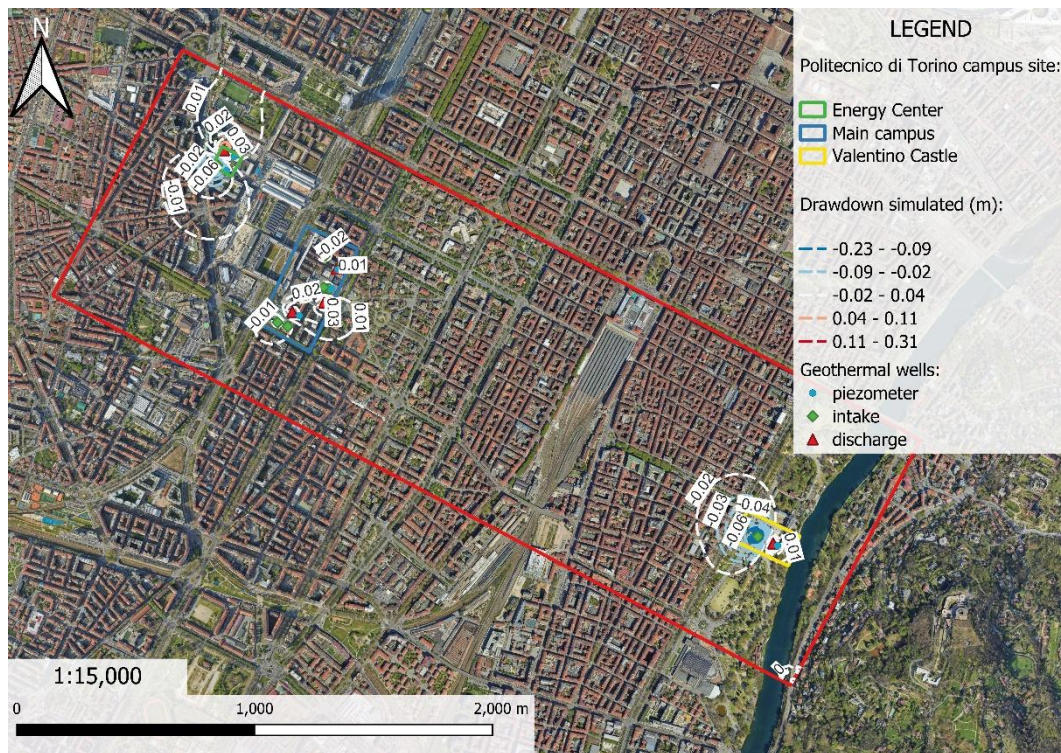 N
LEGEND
Politecnico di Torino campus site:
Energy Center
Main campus
Valentino Castle
Drawdown simulated (m):
-0.23 - -0.09
-0.09 - -0.02
-0.02 - 0.04
0.04 - 0.11
0.11 - 0.31
Geothermal wells:
piezometer
intake
discharge
0.01
0.02
0.03
-0.02
-0.06
-0.01
-0.02
0.01
-0.02
-0.01
0.03
0.01
-0.02
-0.03
-0.04
-0.06
-0.01
1:15,000
0
1,000
2,000 m